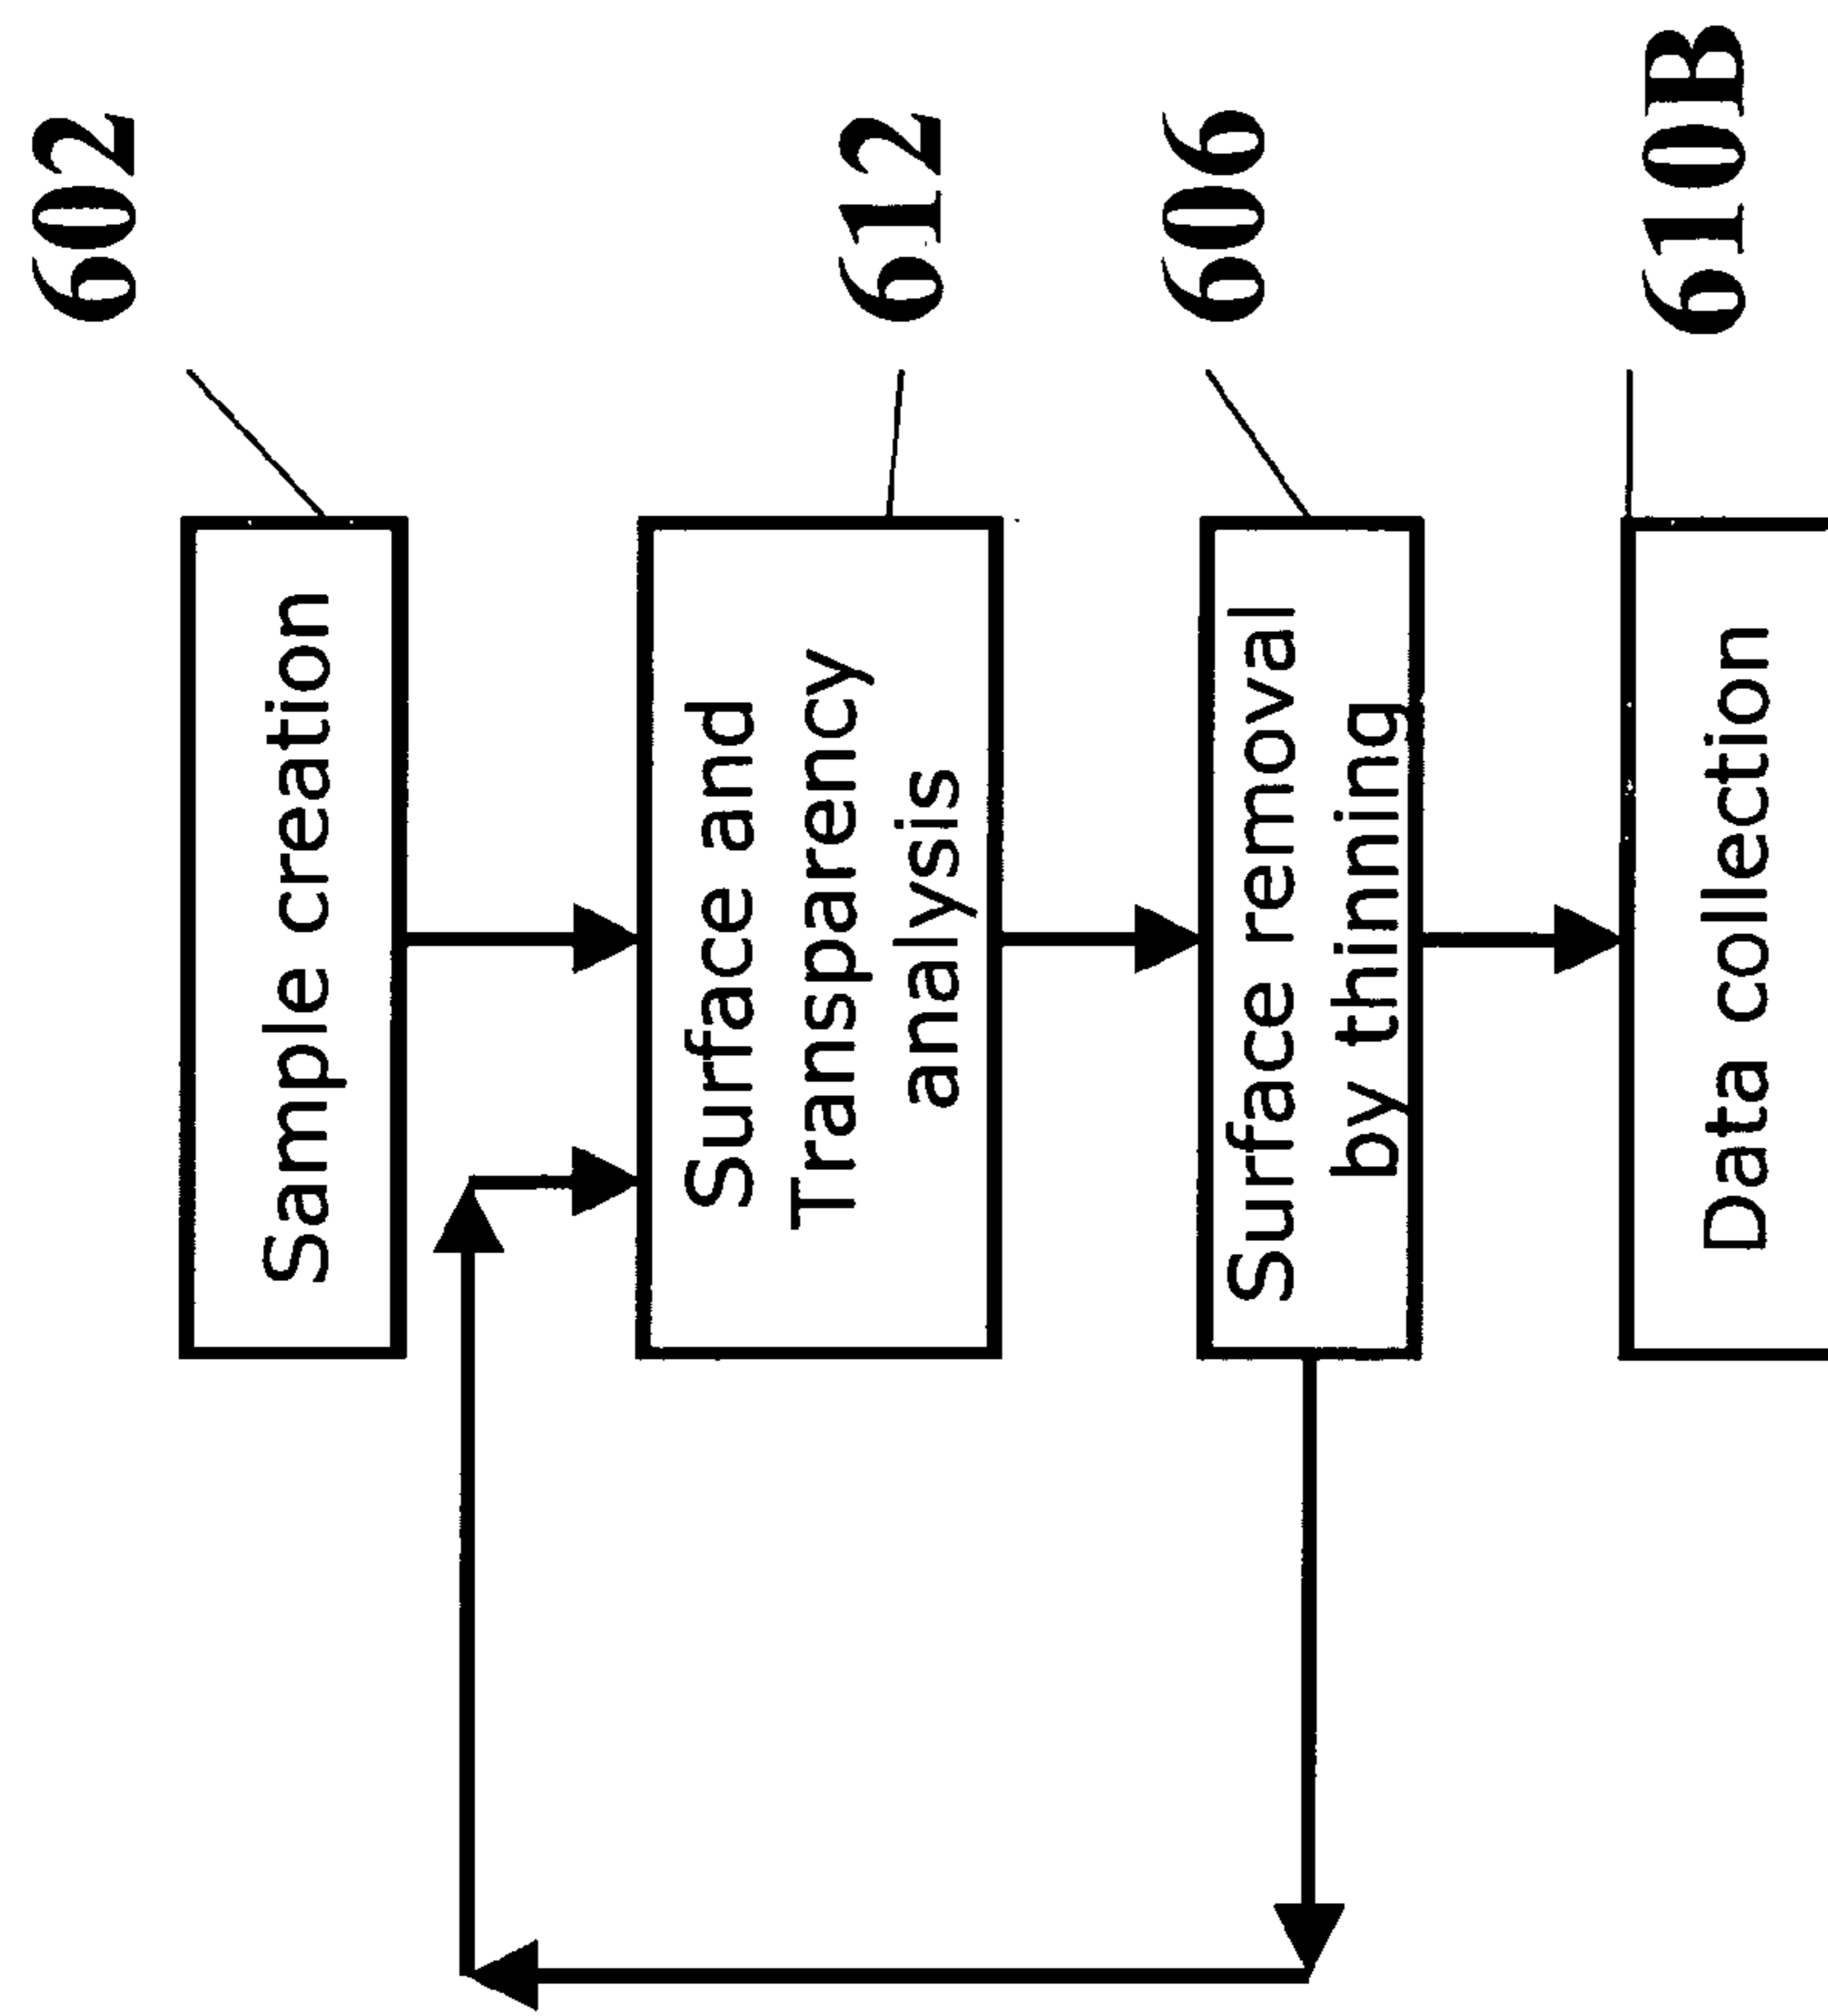 602
Sample creation
612
Surface and
Transparency
analysis
606
Surface removal
by thinning
610B
Data collection